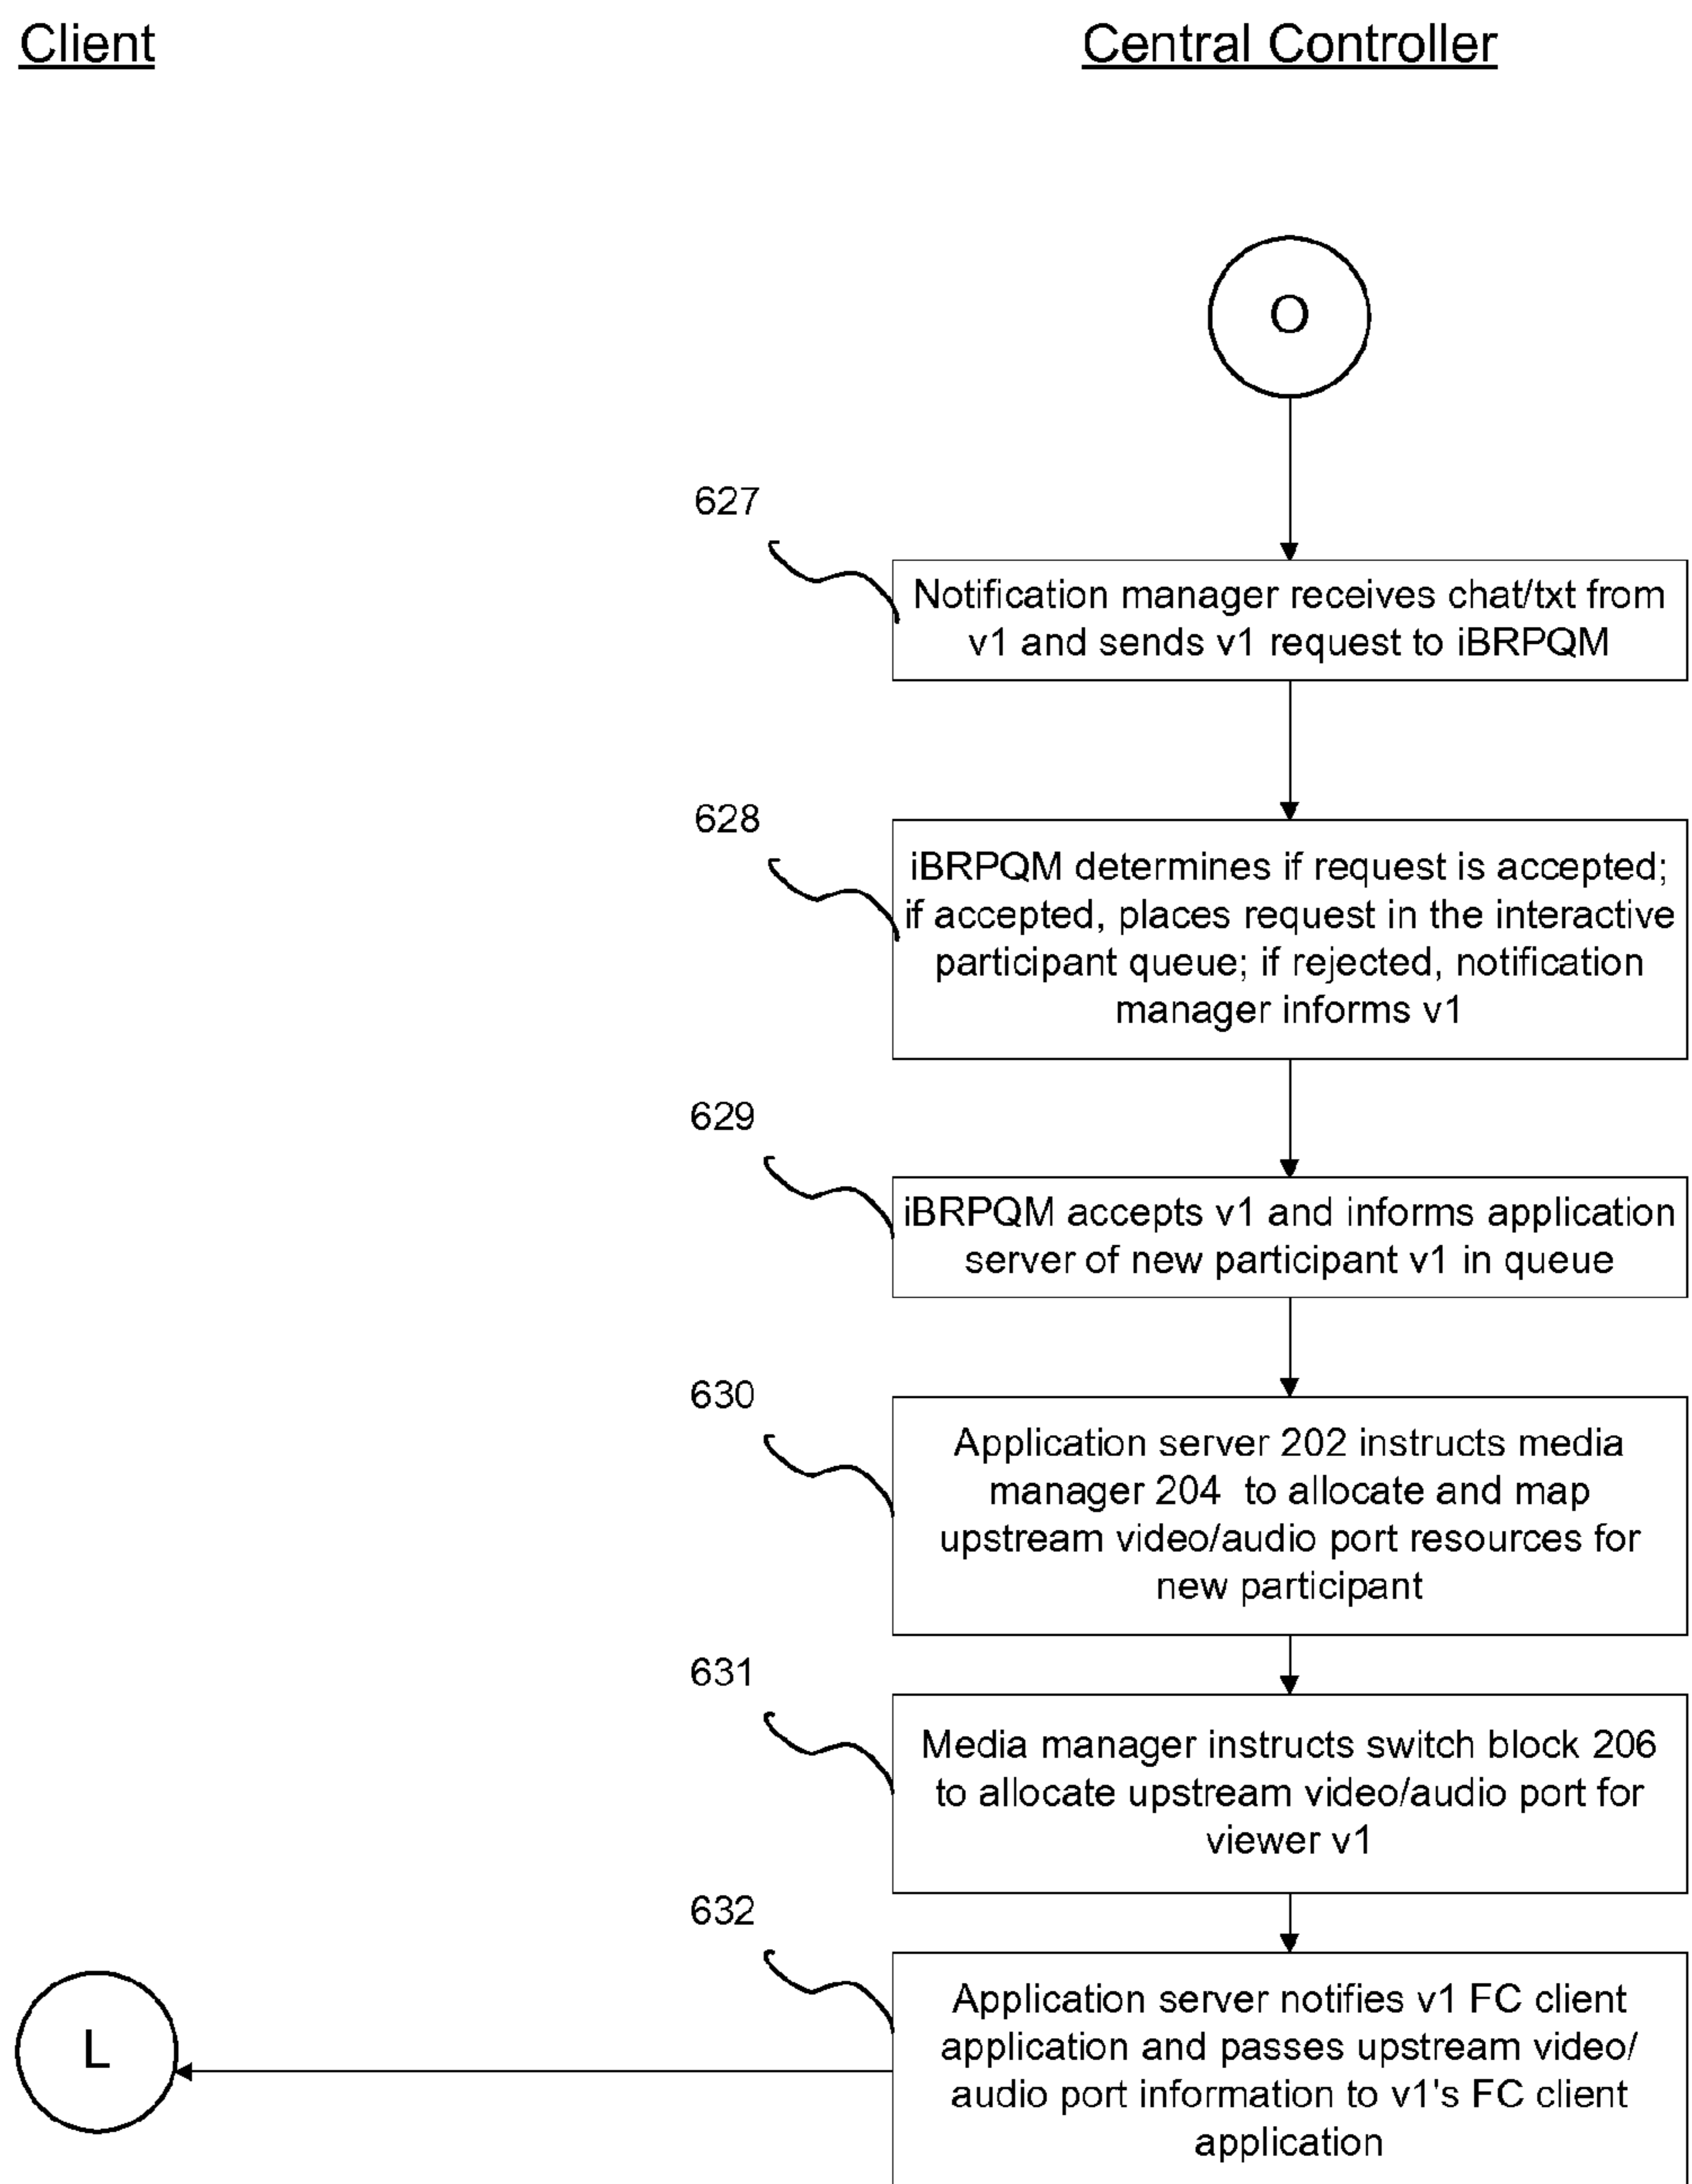 Client
Central Controller
O
627
Notification manager receives chat/txt from
v1 and sends v1 request to iBRPQM
628
iBRPQM determines if request is accepted;
if accepted, places request in the interactive
participant queue; if rejected, notification
manager informs v1
629
iBRPQM accepts v1 and informs application
server of new participant v1 in queue
630
Application server 202 instructs media
manager 204 to allocate and map
upstream video/audio port resources for
new participant
631
Media manager instructs switch block 206
to allocate upstream video/audio port for
viewer v1
632
Application server notifies v1 FC client
application and passes upstream video/
audio port information to v1's FC client
application
L